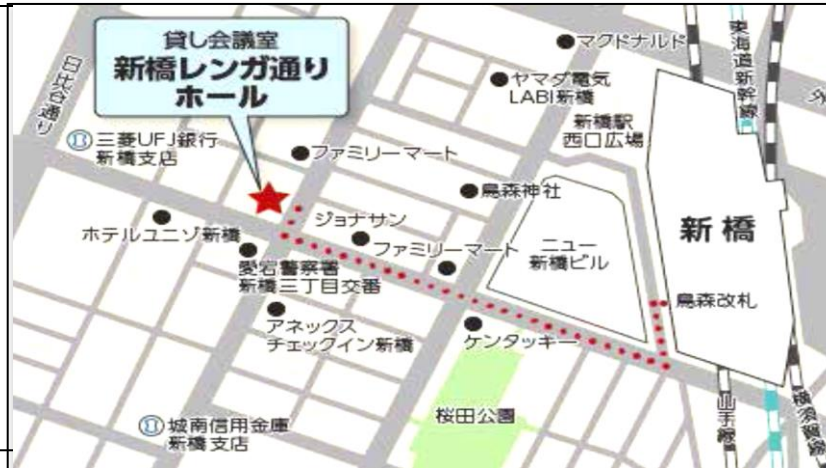 貸し会議室
新橋レンガ通り
ホール
日比谷通り
三菱UFJ銀行
新橋支店
ファミリーマート
マクドナルド
ヤマダ電気
LABI新橋
新橋駅
西口広場
東海道新幹線
外
烏森神社
新橋
ジョナサン
ファミリーマート
ホテルユニゾ新橋
愛宕警察署
新橋三丁目交番
ニュー
新橋ビル
烏森改札
アネックス
チェックイン新橋
ケンタッキー
桜田公園
城南信用金庫
新橋支店
山手線
横須賀線